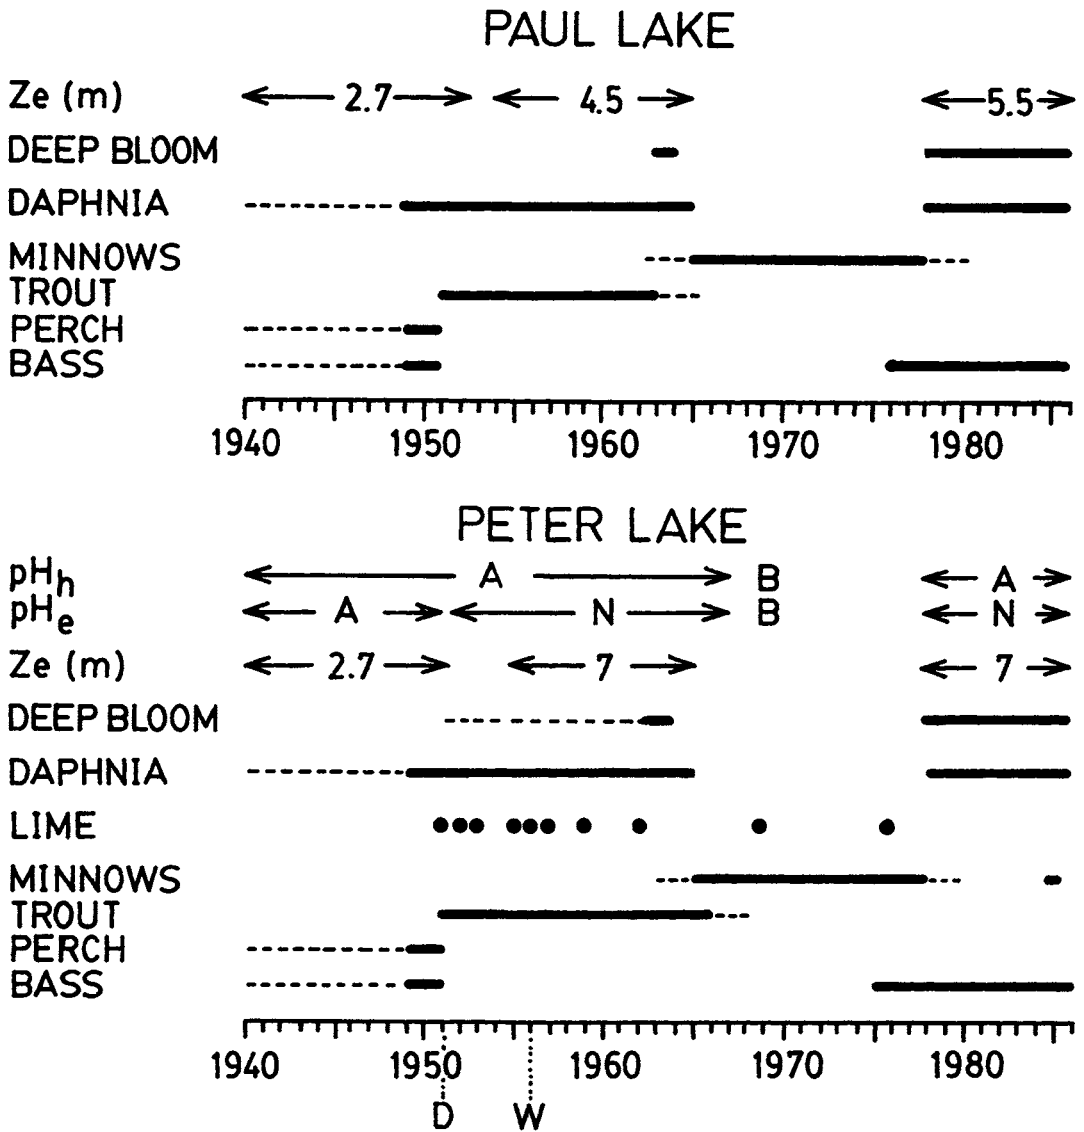 PAUL LAKE
Ze (m) 2.7 4.5 5.5
DEEP BLOOM
DAPHNIA
MINNOWS
TROUT
PERCH
BASS
1940 1950 1960 1970 1980
PETER LAKE
pHh A B A
pHe A N B N
Ze (m) 2.7 7 7
DEEP BLOOM
DAPHNIA
LIME
MINNOWS
TROUT
PERCH
BASS
1940 1950 1960 1970 1980
D W